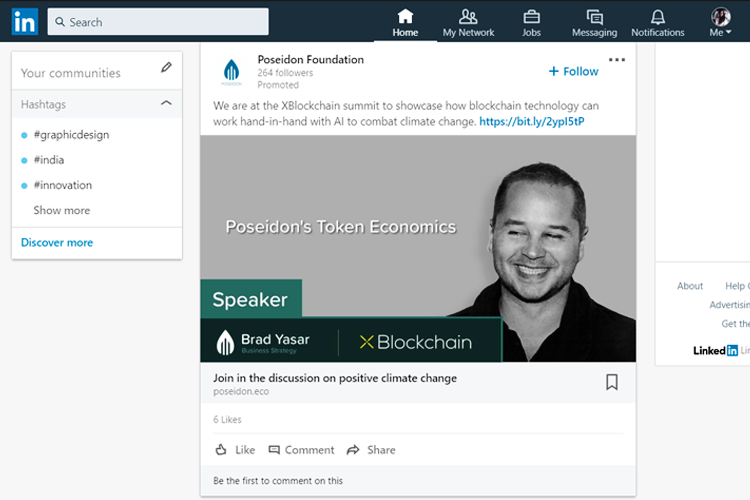 in
Search
Home
My Network
Jobs
Messaging
Notifications
Me
Your communities
Hashtags
#graphicdesign
#india
#innovation
Show more
Discover more
Poseidon Foundation
264 followers
Promoted
+ Follow
We are at the XBlockchain summit to showcase how blockchain technology can
work hand-in-hand with AI to combat climate change. https://bit.ly/2ypI5tP
Poseidon's Token Economics
Speaker
Brad Yasar
Business Strategy
XBlockchain
Join in the discussion on positive climate change
poseidon.eco
6 Likes
Like
Comment
Share
Be the first to comment on this
About
Help
Advertisin
Get the
Linkedin Lin